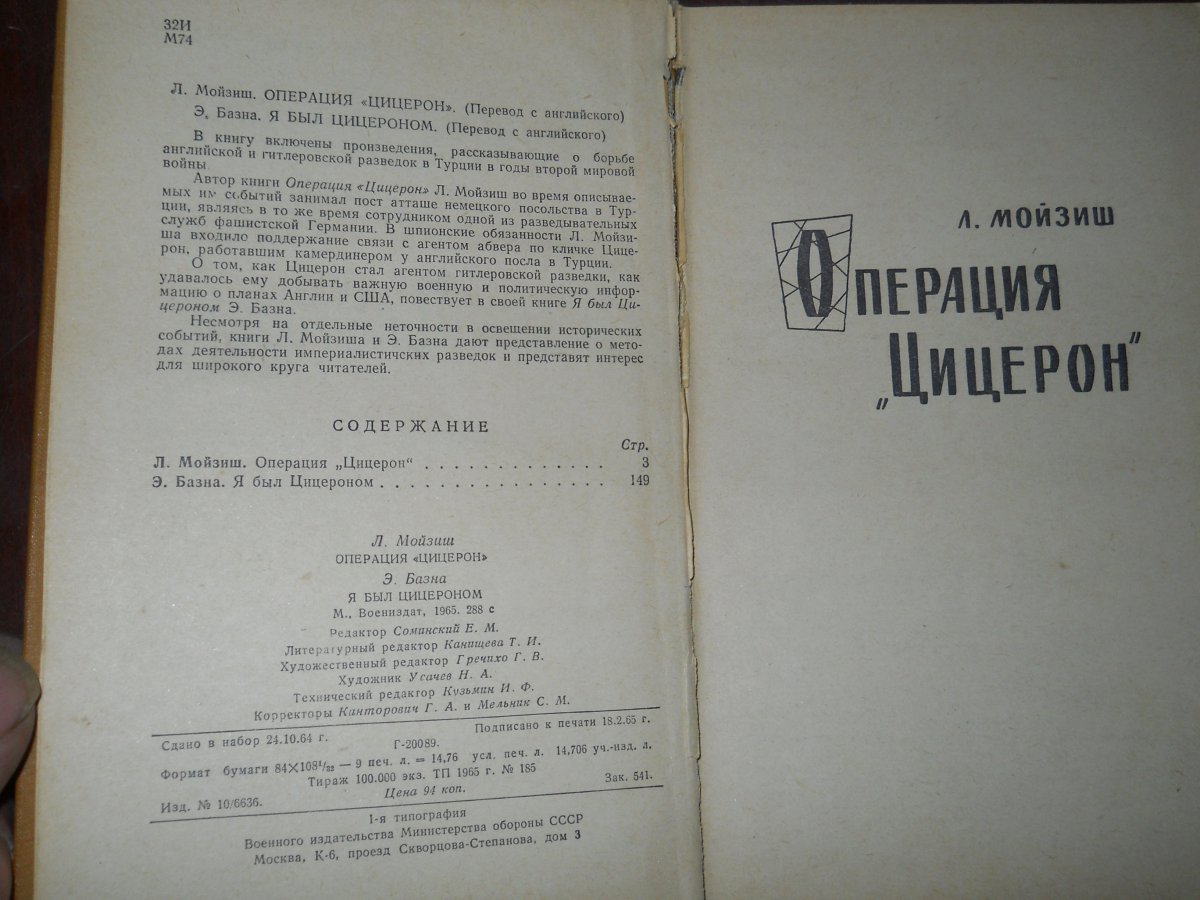 32И
М74
Л. Мойзиш. ОПЕРАЦИЯ «ЦИЦЕРОН». (Перевод с английского)
Э. Базна. Я БЫЛ ЦИЦЕРОНОМ. (Перевод с английского)
В книгу включены произведения, рассказывающие о борьбе
английской и гитлеровской разведок в Турции в годы второй мировой
войны
Автор книги Операция «Цицерон» Л. Мойзиш во время описывае-
мых им событий занимал пост атташе немецкого посольства в Тур-
ции, являясь в то же время сотрудником одной из разведывательных
служб фашистской Германии. В шпионские обязанности Л. Мойзи-
ша входило поддержание связи с агентом абвера по кличке Цице-
рон, работавшим камердинером у английского посла в Турции.
О том, как Цицерон стал агентом гитлеровской разведки, как
удавалось ему добывать важную военную и политическую инфор-
мацию о планах Англии и США, повествует в своей книге Я был Ци-
цероном Э. Базна.
Несмотря на отдельные неточности в освещении исторических
событий, книги Л. Мойзиша и Э. Базна дают представление о мето-
дах деятельности империалистичских разведок и представят интерес
для широкого круга читателей.
СОДЕРЖАНИЕ
Стр.
Л. Мойзиш. Операция „Цицерон“ . . . . . . . . . . . . . 3
Э. Базна. Я был Цицероном . . . . . . . . . . . . . . . . 149
Л. Мойзиш
ОПЕРАЦИЯ «ЦИЦЕРОН»
Э. Базна
Я БЫЛ ЦИЦЕРОНОМ
М., Воениздат, 1965. 288 с
Редактор Соминский Е. М.
Литературный редактор Канищева Т. И.
Художественный редактор Гречихо Г. В.
Художник Усачев Н. А.
Технический редактор Кузьмин И. Ф.
Корректоры Канторович Г. А. и Мельник С. М.
Сдано в набор 24.10.64 г. Подписано к печати 18.2.65 г.
Г-20089.
Формат бумаги 84×108¹/₃₂ — 9 печ. л. = 14,76 усл. печ. л. 14,706 уч.-изд. л.
Тираж 100.000 экз. ТП 1965 г. № 185
Изд. № 10/6636. Цена 94 коп. Зак. 541.
1-я типография
Военного издательства Министерства обороны СССР
Москва, К-6, проезд Скворцова-Степанова, дом 3
Л. МОЙЗИШ
ОПЕРАЦИЯ
„ЦИЦЕРОН"